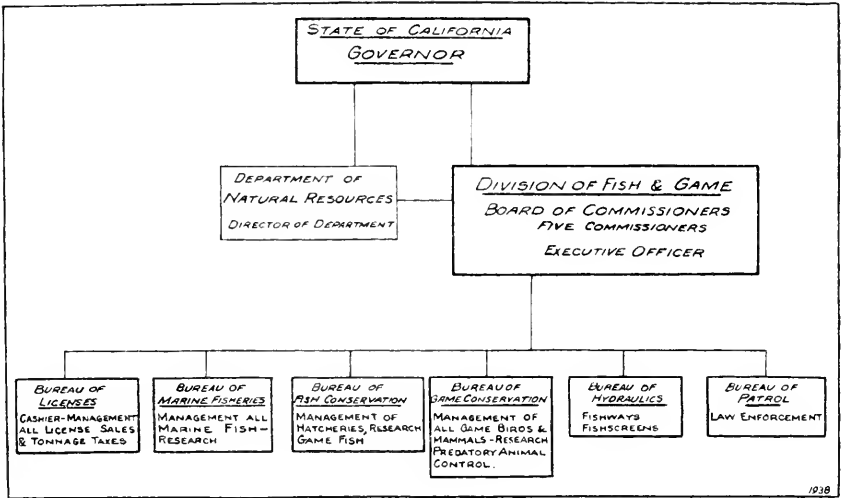 STATE OF CALIFORNIA
GOVERNOR
DEPARTMENT OF
NATURAL RESOURCES
DIRECTOR OF DEPARTMENT
DIVISION OF FISH & GAME
BOARD OF COMMISSIONERS
FIVE COMMISSIONERS
EXECUTIVE OFFICER
BUREAU OF
LICENSES
CASHIER-MANAGEMENT
ALL LICENSE SALES
& TONNAGE TAXES
BUREAU OF
MARINE FISHERIES
MANAGEMENT ALL
MARINE FISH-
RESEARCH
BUREAU OF
FISH CONSERVATION
MANAGEMENT OF
HATCHERIES, RESEARCH
GAME FISH
BUREAU OF
GAME CONSERVATION
MANAGEMENT OF
ALL GAME BIRDS &
MAMMALS-RESEARCH
PREDATORY ANIMAL
CONTROL.
BUREAU OF
HYDRAULICS
FISHWAYS
FISHSCREENS
BUREAU OF
PATROL
LAW ENFORCEMENT
1938